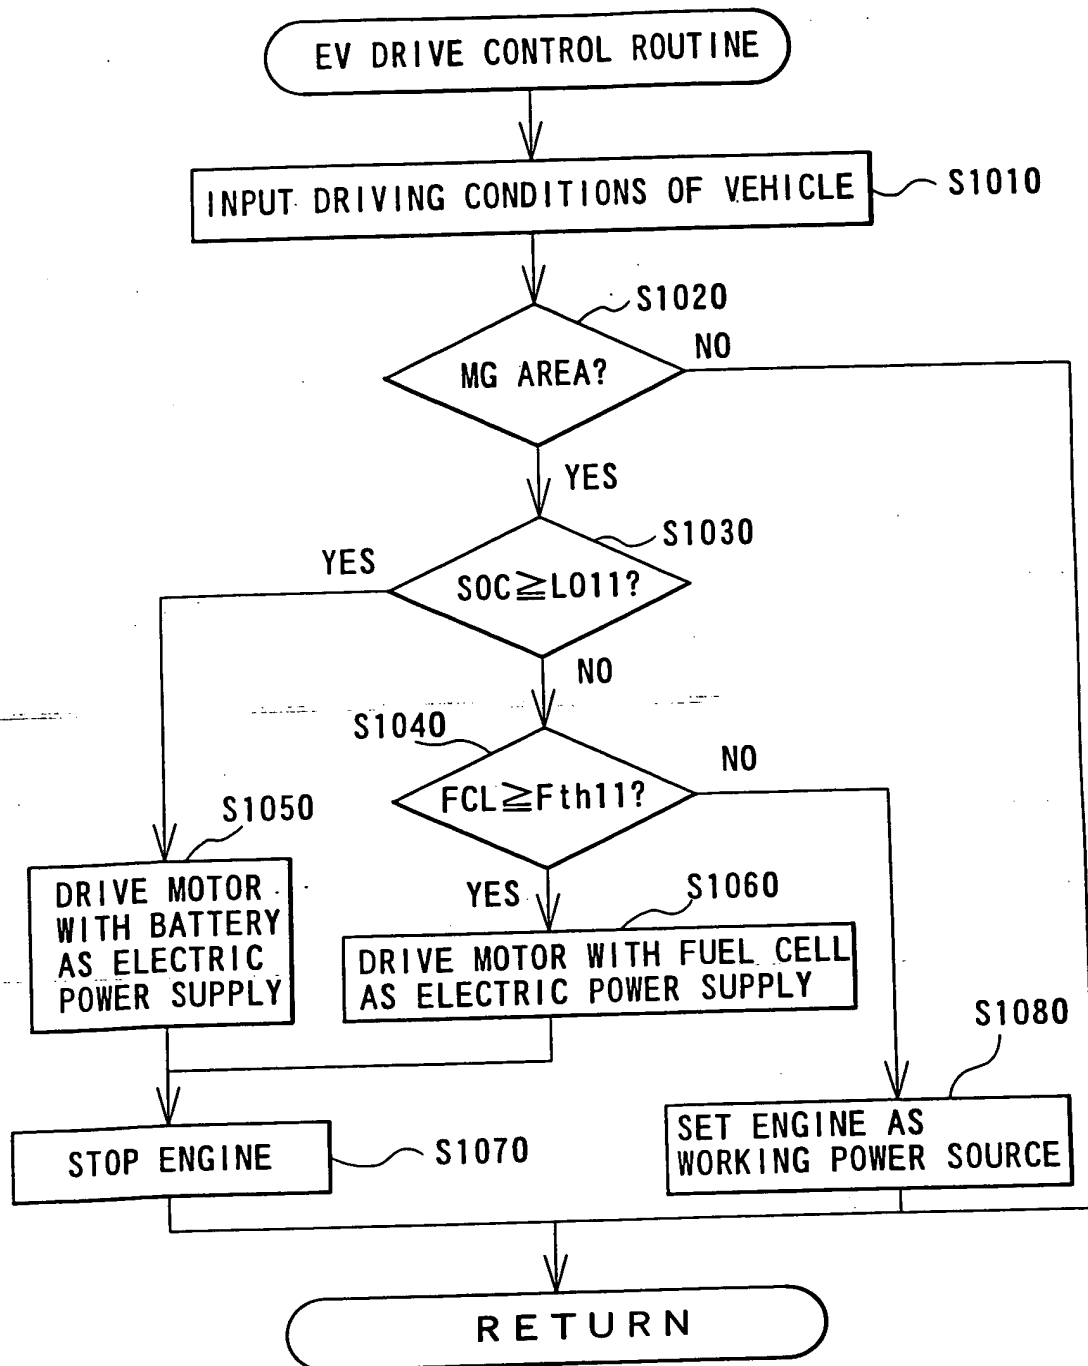 EV DRIVE CONTROL ROUTINE
INPUT DRIVING CONDITIONS OF VEHICLE
S1010
S1020
MG AREA?
NO
YES
S1030
YES
SOC≧LO11?
NO
S1040
FCL≧Fth11?
NO
S1050
DRIVE MOTOR
WITH BATTERY
AS ELECTRIC
POWER SUPPLY
YES
S1060
DRIVE MOTOR WITH FUEL CELL
AS ELECTRIC POWER SUPPLY
S1080
SET ENGINE AS
WORKING POWER SOURCE
STOP ENGINE
S1070
RETURN